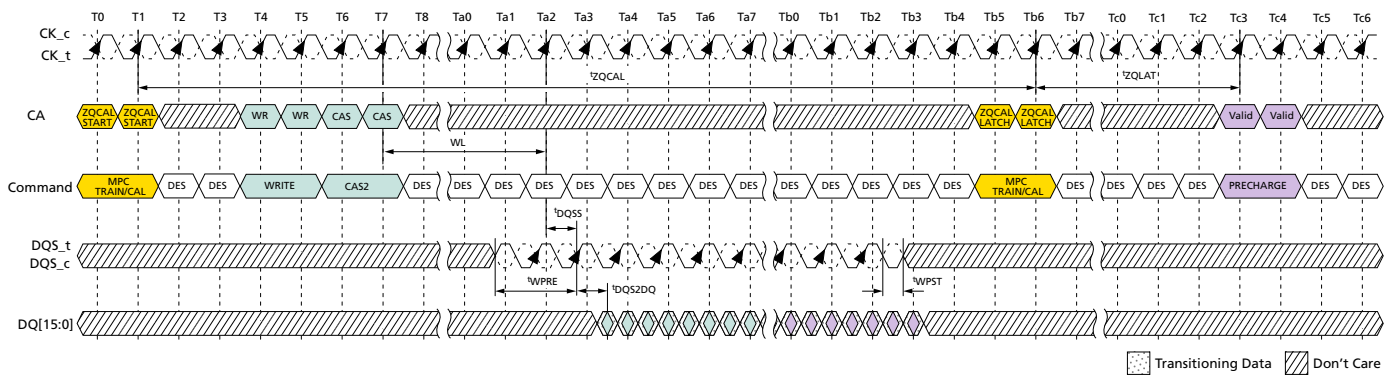 T0 T1 T2 T3 T4 T5 T6 T7 T8 Ta0 Ta1 Ta2 Ta3 Ta4 Ta5 Ta6 Ta7 Tb0 Tb1 Tb2 Tb3 Tb4 Tb5 Tb6 Tb7 Tc0 Tc1 Tc2 Tc3 Tc4 Tc5 Tc6
CK_c
CK_t
tZQCAL tZQLAT
CA ZQCAL START ZQCAL START WR WR CAS CAS ZQCAL LATCH ZQCAL LATCH Valid Valid
WL
Command MPC TRAIN/CAL DES DES WRITE CAS2 DES DES DES DES DES DES DES DES DES DES DES DES DES DES MPC TRAIN/CAL DES DES DES DES PRECHARGE DES DES
tDQSS
DQS_t
DQS_c
tWPRE tDQS2DQ tWPST
DQ[15:0]
Transitioning Data Don't Care